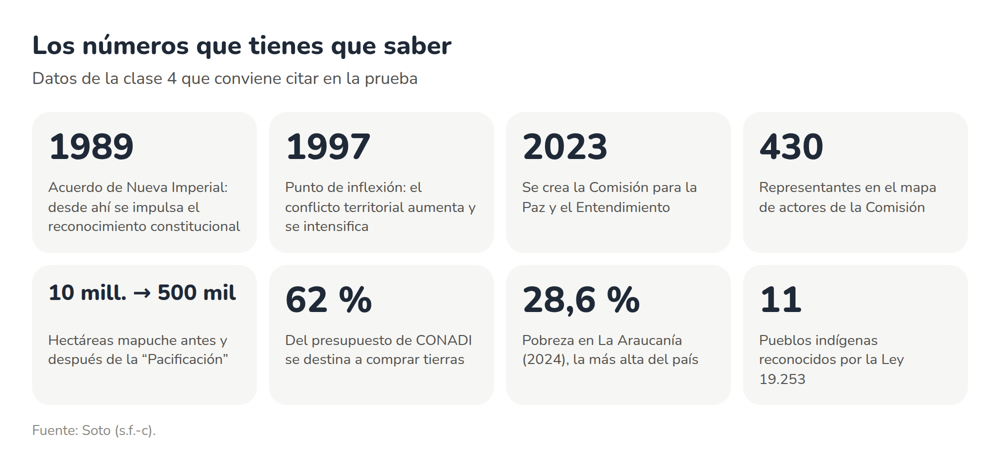 Los números que tienes que saber
Datos de la clase 4 que conviene citar en la prueba
1989
Acuerdo de Nueva Imperial:
desde ahí se impulsa el
reconocimiento constitucional
1997
Punto de inflexión: el
conflicto territorial aumenta y
se intensifica
2023
Se crea la Comisión para la
Paz y el Entendimiento
430
Representantes en el mapa
de actores de la Comisión
10 mill. → 500 mil
Hectáreas mapuche antes y
después de la “Pacificación”
62 %
Del presupuesto de CONADI
se destina a comprar tierras
28,6 %
Pobreza en La Araucanía
(2024), la más alta del país
11
Pueblos indígenas
reconocidos por la Ley
19.253
Fuente: Soto (s.f.-c).